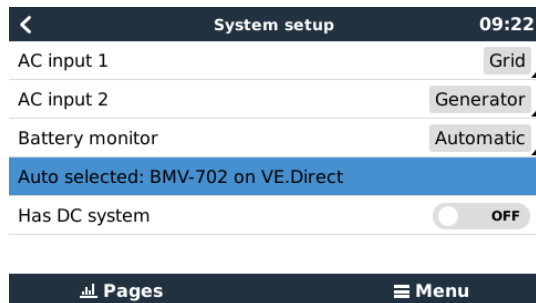 System setup 09:22
AC input 1 Grid
AC input 2 Generator
Battery monitor Automatic
Auto selected: BMV-702 on VE.Direct
Has DC system OFF
Pages Menu